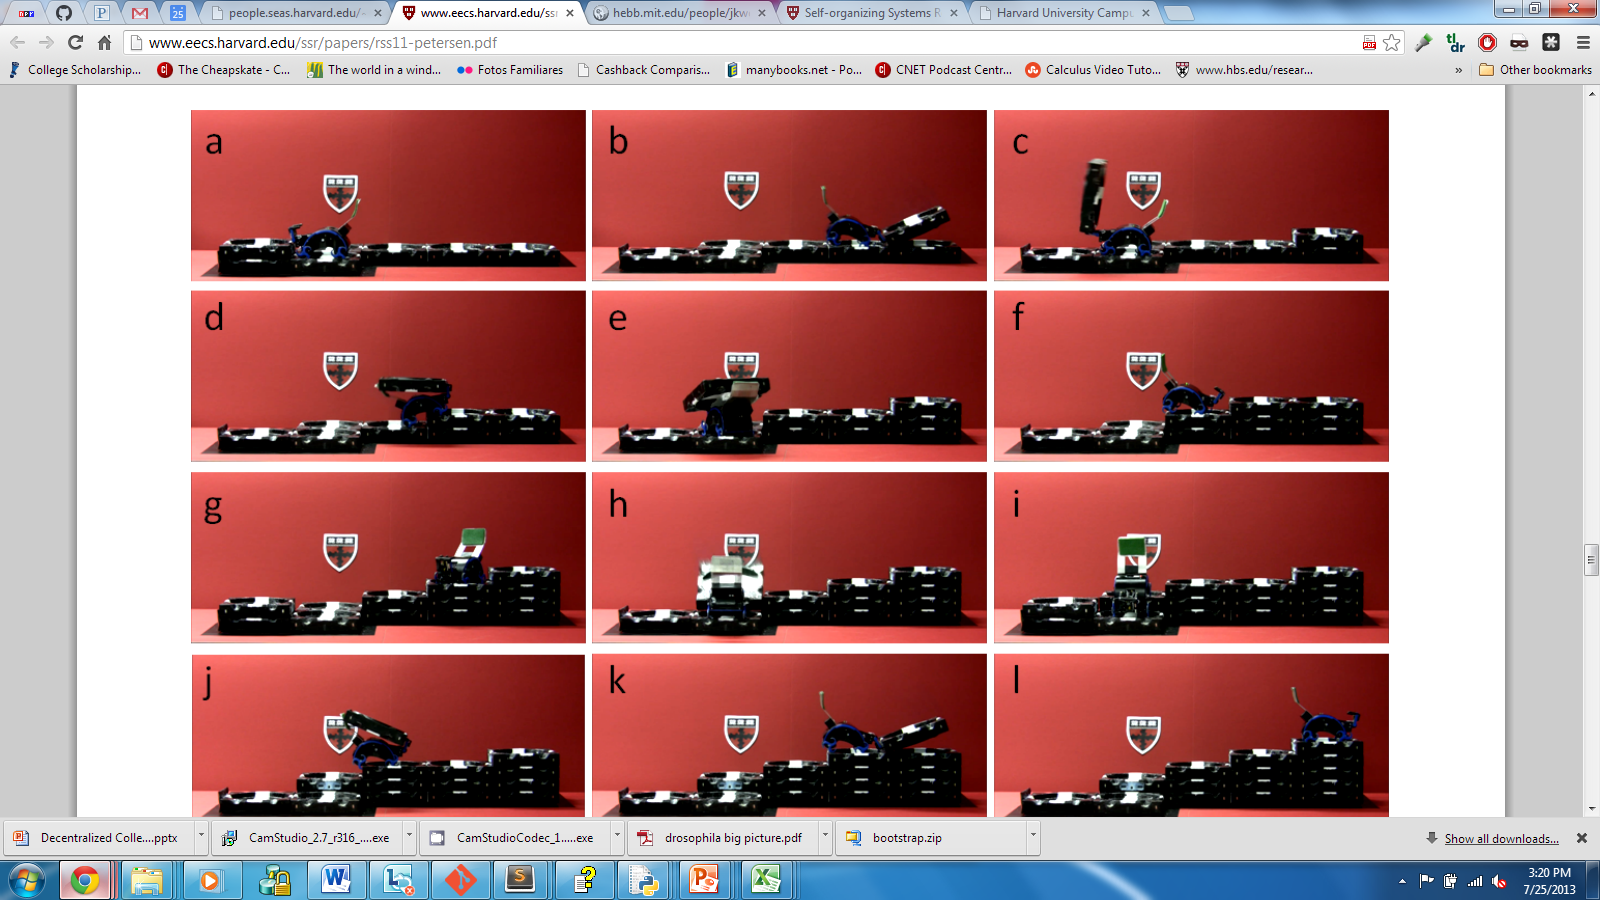 people.seas.harvard.edu/
www.eecs.harvard.edu/ssr
hebb.mit.edu/people/jkw
Self-organizing Systems R
Harvard University Campu
25
www.eecs.harvard.edu/ssr/papers/rss11-petersen.pdf
tl;dr
College Scholarship...
The Cheapskate - C...
The world in a wind...
Fotos Familiares
Cashback Comparis...
manybooks.net - Po...
CNET Podcast Centr...
Calculus Video Tuto...
www.hbs.edu/resear...
»
Other bookmarks
a
b
c
d
e
f
g
h
i
j
k
l
Decentralized Colle....pptx
CamStudio_2.7_r316_....exe
CamStudioCodec_1.....exe
drosophila big picture.pdf
bootstrap.zip
Show all downloads...
3:20 PM
7/25/2013